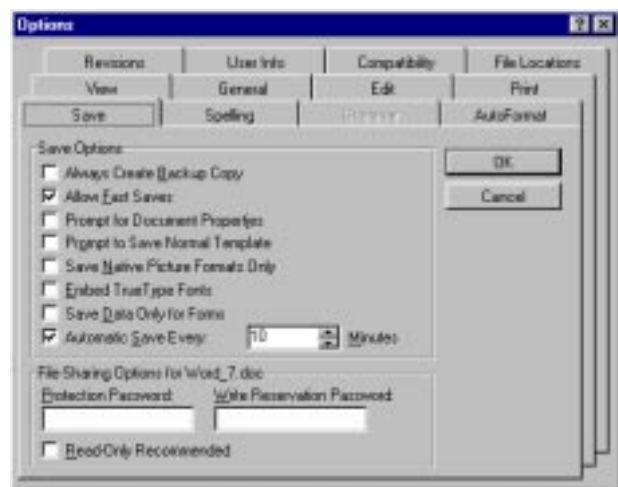 Options
Revisions User Info Compatibility File Locations
View General Edit Print
Save Spelling Grammar AutoFormat
Save Options
Always Create Backup Copy
Allow Fast Saves
Prompt for Document Properties
Prompt to Save Normal Template
Save Native Picture Formats Only
Embed TrueType Fonts
Save Data Only for Forms
Automatic Save Every: 10 Minutes
OK
Cancel
File-Sharing Options for Word_7.doc
Protection Password: Write Reservation Password:
Read-Only Recommended